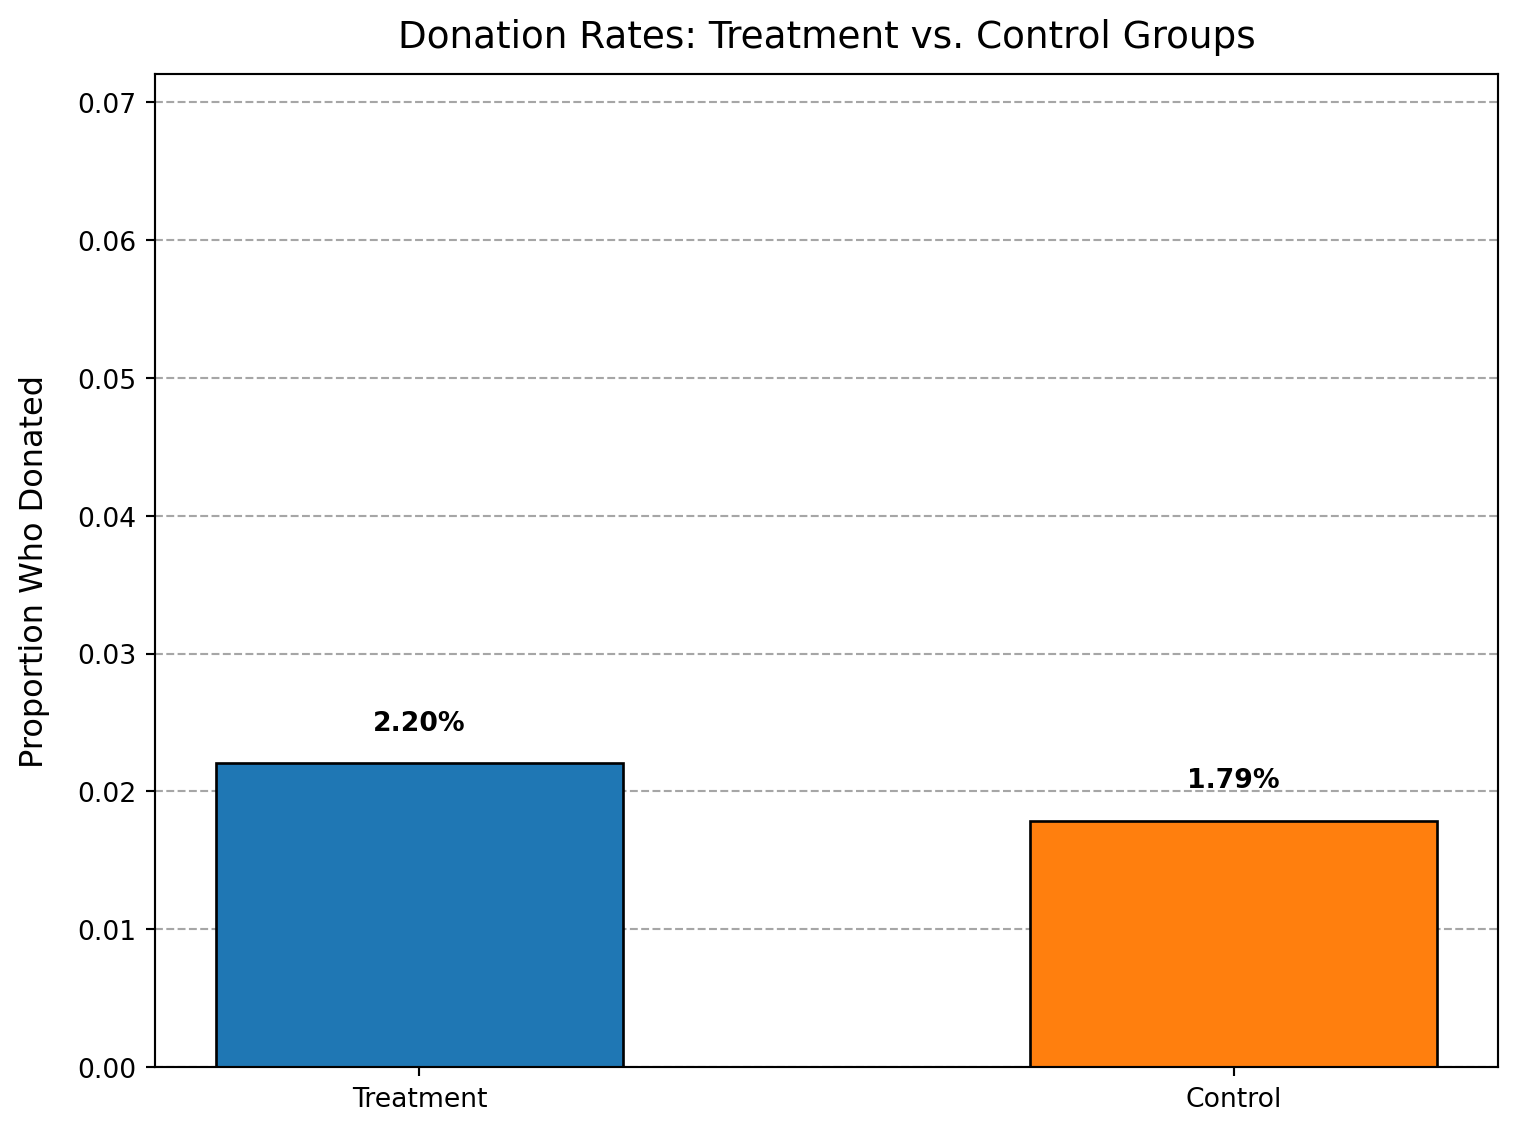 Donation Rates: Treatment vs. Control Groups
Proportion Who Donated
0.07
0.06
0.05
0.04
0.03
0.02
0.01
0.00
2.20%
1.79%
Treatment
Control